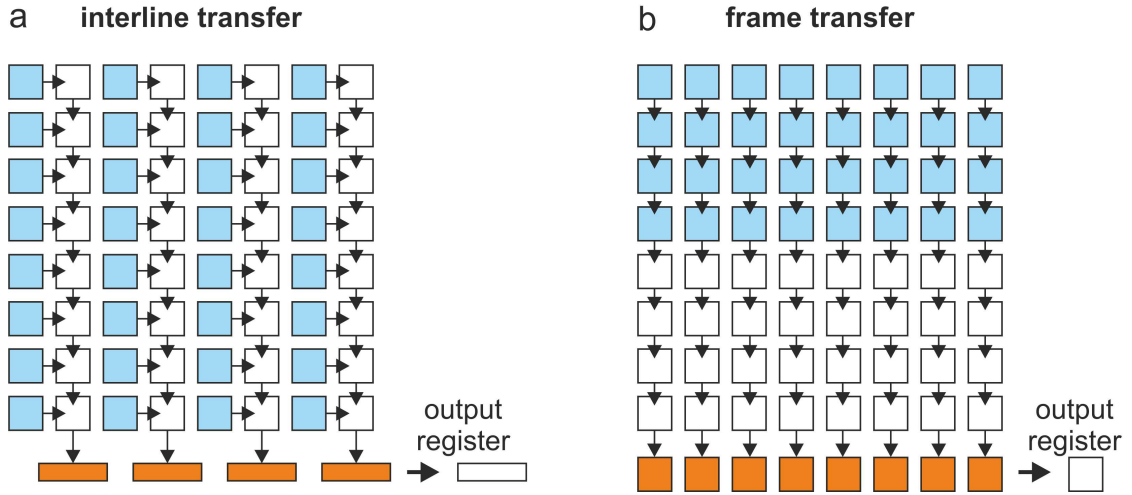 a interline transfer
b frame transfer
output
register
output
register